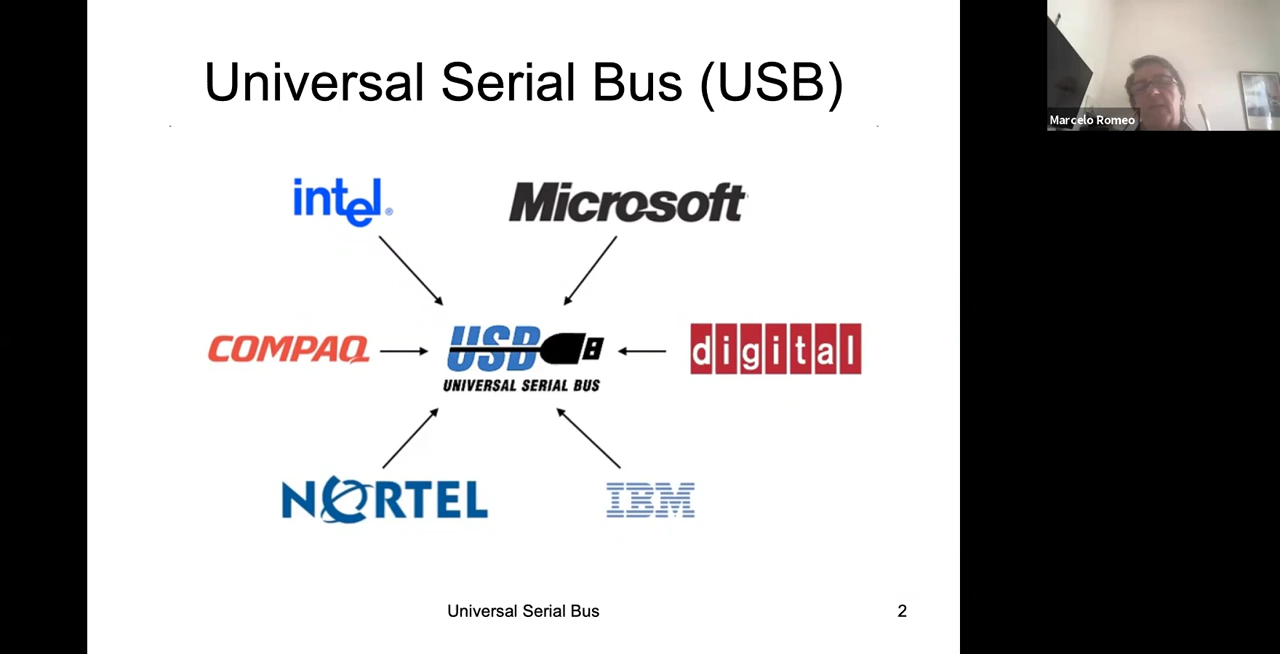 Universal Serial Bus (USB)
Marcelo Romeo
intel®
Microsoft
COMPAQ
USB
UNIVERSAL SERIAL BUS
digital
NORTEL
IBM
Universal Serial Bus
2